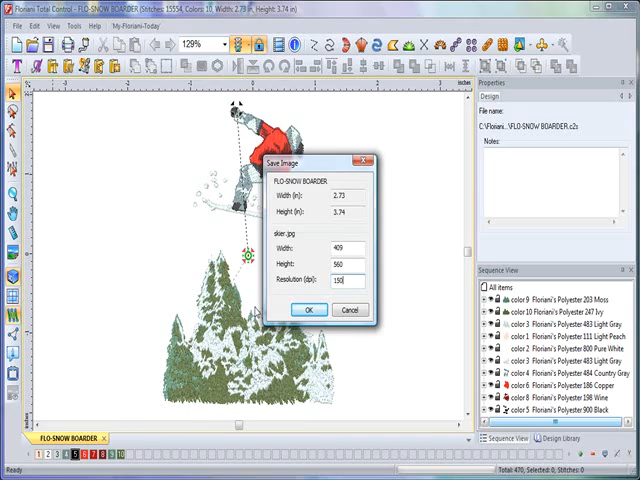 Floriani Total Control - FLO-SNOW BOARDER (Stitches: 15554, Colors: 10, Width: 2.73 in, Height: 3.74 in)
File Edit View Tools Help 'My-Floriani-Today'
129%
Properties
Design
File name:
C:\Floriani...\FLO-SNOW BOARDER.c2s
Notes:
Save Image
FLO-SNOW BOARDER
Width (in): 2.73
Height (in): 3.74
skier.jpg
Width: 409
Height: 560
Resolution (dpi): 150
OK Cancel
inches
Sequence View
All items
color 9 Floriani's Polyester 203 Moss
color 10 Floriani's Polyester 247 Ivy
color 3 Floriani's Polyester 483 Light Gray
color 1 Floriani's Polyester 111 Light Peach
color 2 Floriani's Polyester 800 Pure White
color 3 Floriani's Polyester 483 Light Gray
color 4 Floriani's Polyester 484 Country Gray
color 6 Floriani's Polyester 186 Copper
color 8 Floriani's Polyester 195 Wine
color 5 Floriani's Polyester 900 Black
Sequence View Design Library
FLO-SNOW BOARDER
1 2 3 4 5 6 7 8 9 10
Ready
Total: 470, Selected: 0, Stitches: 0